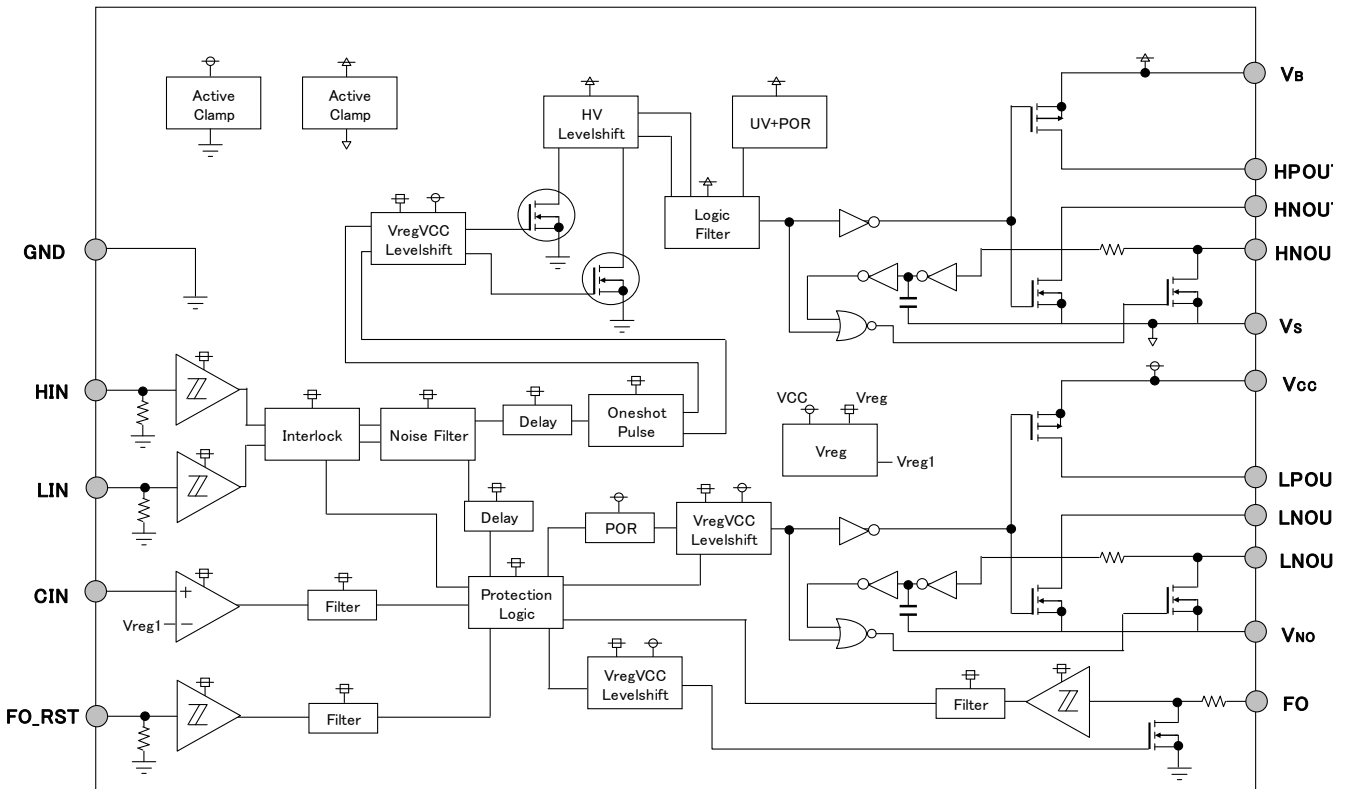 Active
Clamp
Active
Clamp
HV
Levelshift
UV+POR
VB
HPOUT
HNOUT
VregVCC
Levelshift
Logic
Filter
GND
HNOU
VS
HIN
VCC
Interlock
Noise Filter
Delay
Oneshot
Pulse
VCC
Vreg
Vreg
Vreg1
LIN
LPOU
Delay
POR
VregVCC
Levelshift
LNOU
LNOU
CIN
+
Vreg1
−
Filter
Protection
Logic
VNO
VregVCC
Levelshift
FO_RST
Filter
Filter
FO